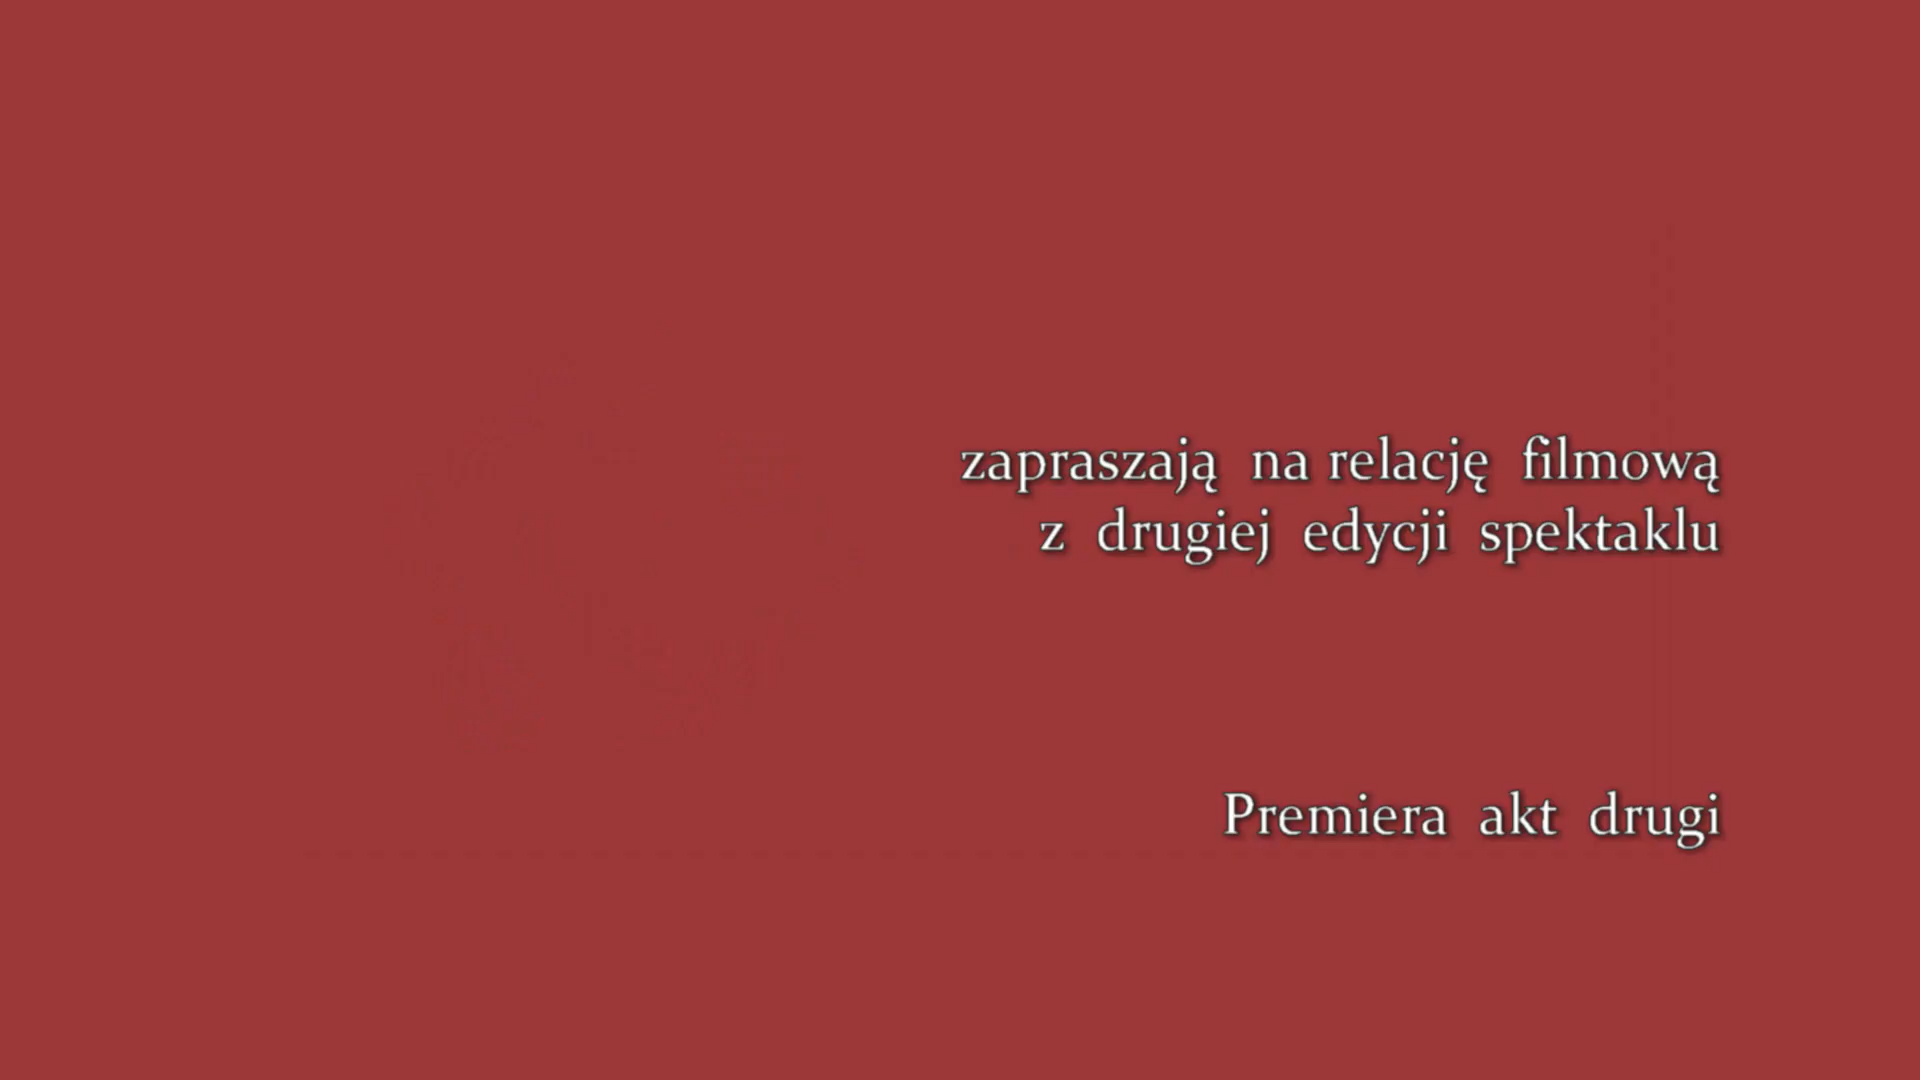 zapraszają na relację filmową
z drugiej edycji spektaklu
Premiera akt drugi